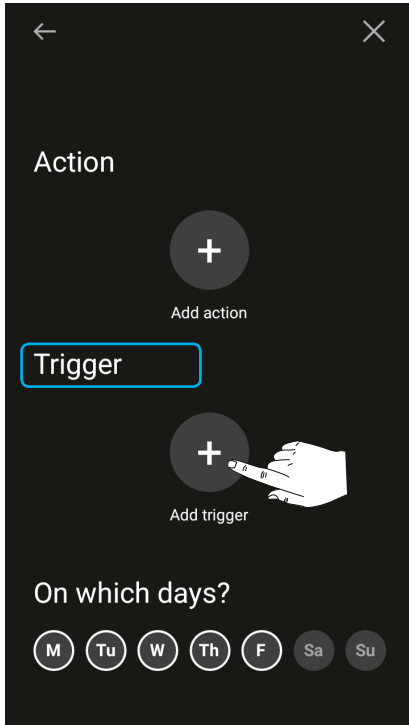 Action
Add action
Trigger
Add trigger
On which days?
M Tu W Th F Sa Su